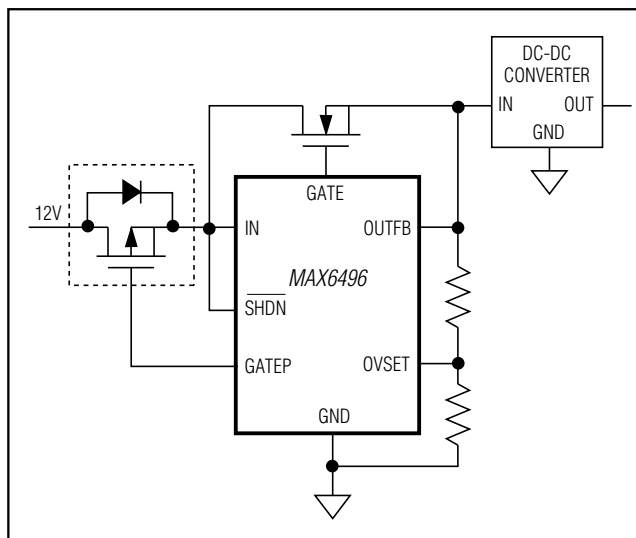 DC-DC
CONVERTER
IN OUT
GND
GATE
12V
IN OUTFB
MAX6496
SHDN
GATEP OVSET
GND